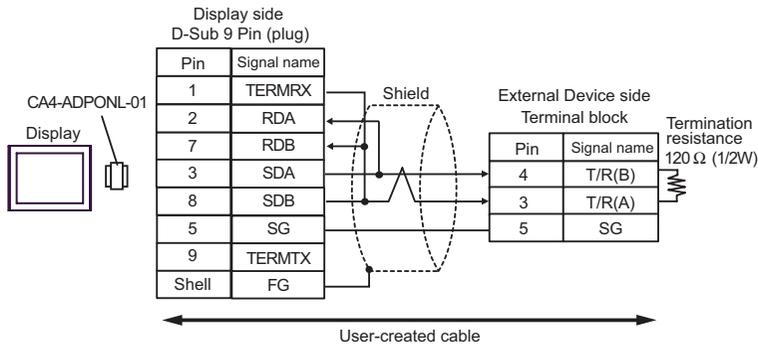 Display side
D-Sub 9 Pin (plug)
Pin Signal name
1 TERMRX
2 RDA
7 RDB
3 SDA
8 SDB
5 SG
9 TERMTX
Shell FG
CA4-ADPONL-01
Display
Shield
External Device side
Terminal block
Pin Signal name
4 T/R(B)
3 T/R(A)
5 SG
Termination
resistance
120 Ω (1/2W)
User-created cable